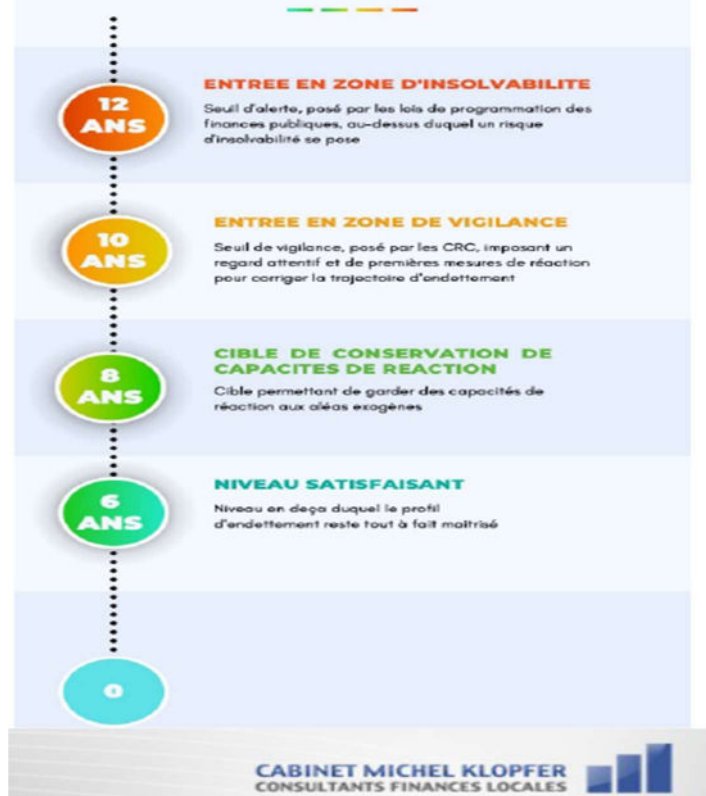 12
ANS
ENTREE EN ZONE D'INSOLVABILITE
Seuil d'alerte, posé par les lois de programmation des
finances publiques, au-dessus duquel un risque
d'insolvabilité se pose
10
ANS
ENTREE EN ZONE DE VIGILANCE
Seuil de vigilance, posé par les CRC, imposant un
regard attentif et de premières mesures de réaction
pour corriger la trajectoire d'endettement
8
ANS
CIBLE DE CONSERVATION DE
CAPACITES DE REACTION
Cible permettant de garder des capacités de
réaction aux aléas exogènes
6
ANS
NIVEAU SATISFAISANT
Niveau en deça duquel le profil
d'endettement reste tout à fait maîtrisé
0
CABINET MICHEL KLOPFER
CONSULTANTS FINANCES LOCALES